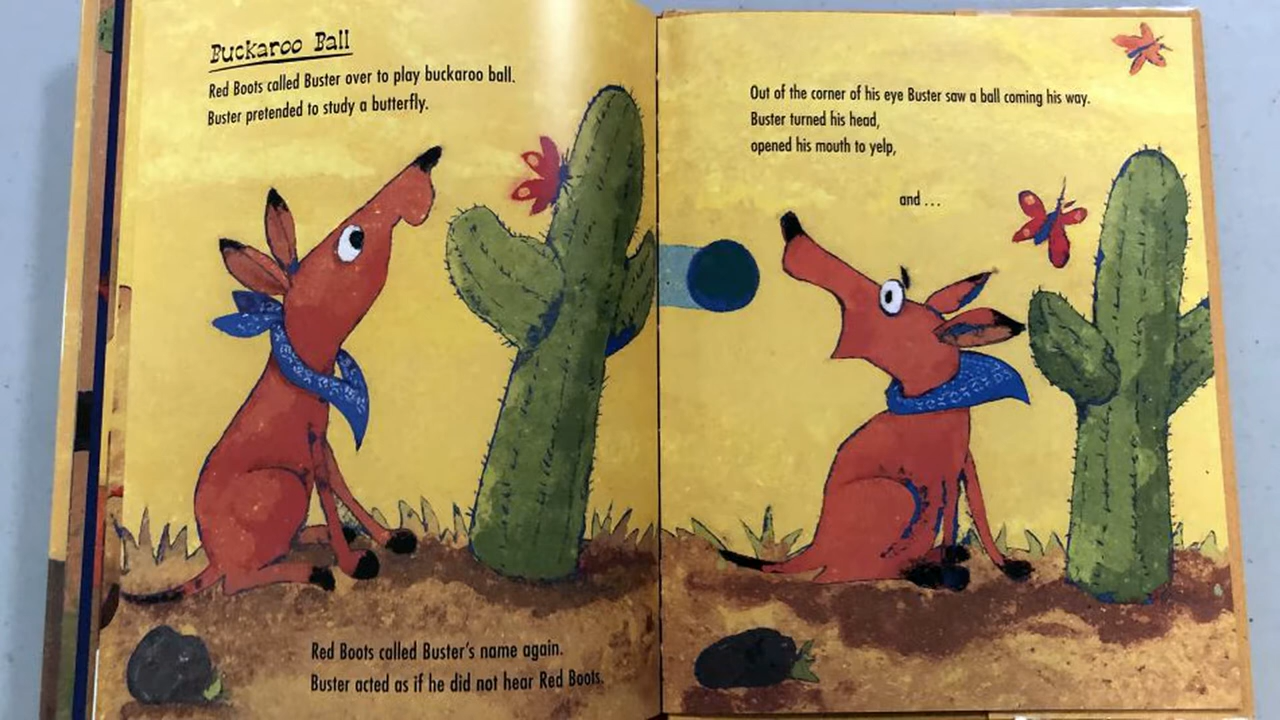 Buckaroo Ball
Red Boots called Buster over to play buckaroo ball.
Buster pretended to study a butterfly.
Red Boots called Buster's name again.
Buster acted as if he did not hear Red Boots.
Out of the corner of his eye Buster saw a ball coming his way.
Buster turned his head,
opened his mouth to yelp,
and ...